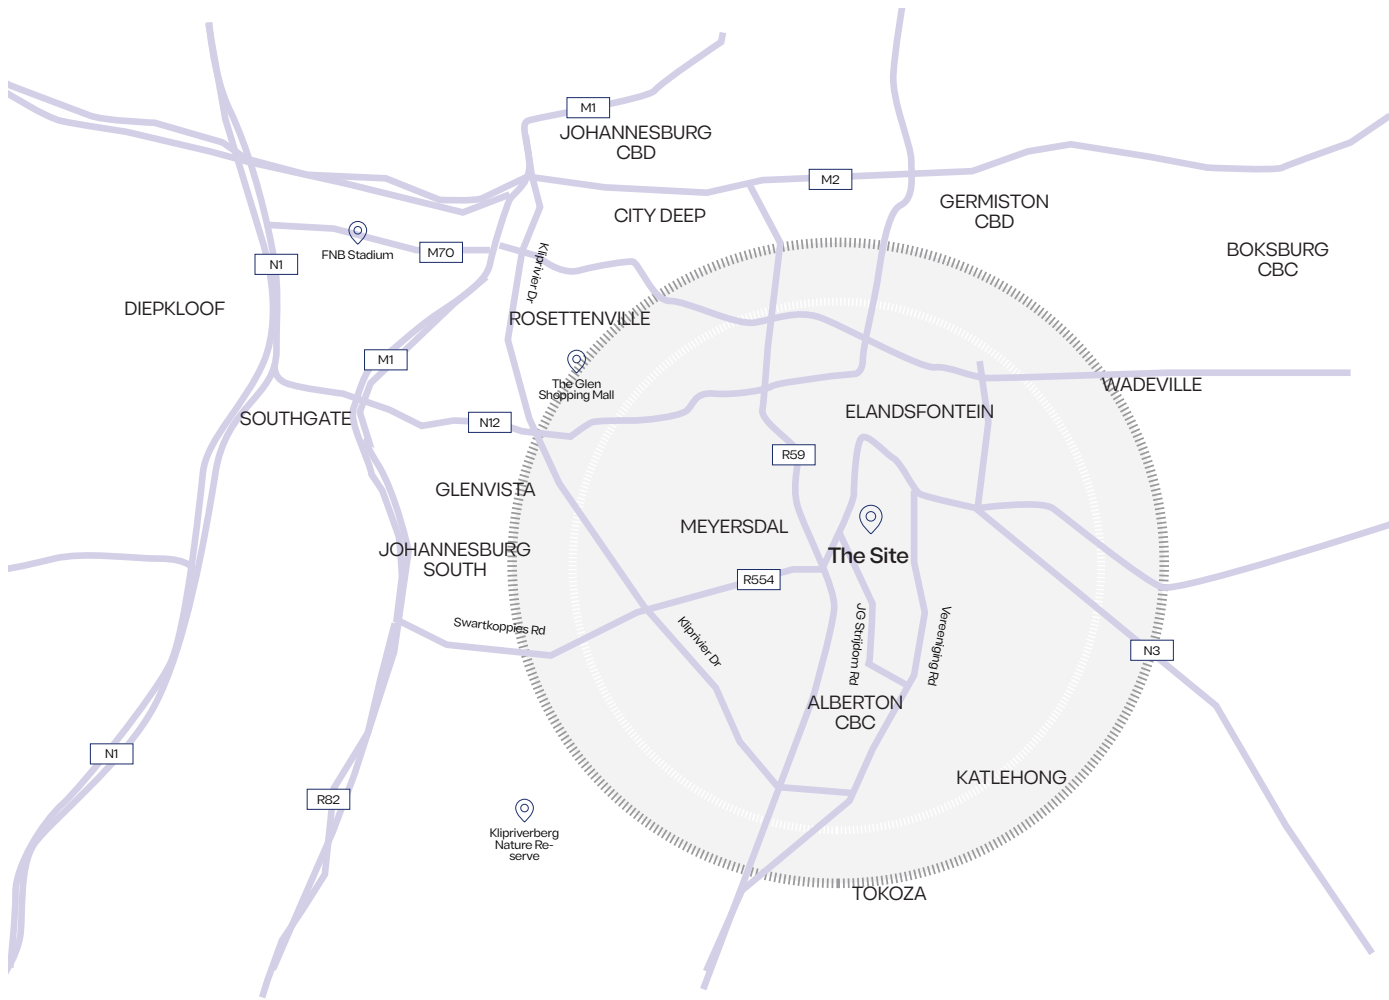 M1
JOHANNESBURG
CBD
M2
GERMISTON
CBD
CITY DEEP
BOKSBURG
CBC
FNB Stadium
M70
N1
Kliprivier Dr
DIEPKLOOF
ROSETTENVILLE
M1
The Glen
Shopping Mall
WADEVILLE
SOUTHGATE
N12
ELANDSFONTEIN
R59
GLENVISTA
MEYERSDAL
The Site
JOHANNESBURG
SOUTH
R554
Swartkoppies Rd
Kliprivier Dr
JG Strijdom Rd
Vereeniging Rd
N3
ALBERTON
CBC
N1
KATLEHONG
R82
Klipriverberg
Nature Re-
serve
TOKOZA